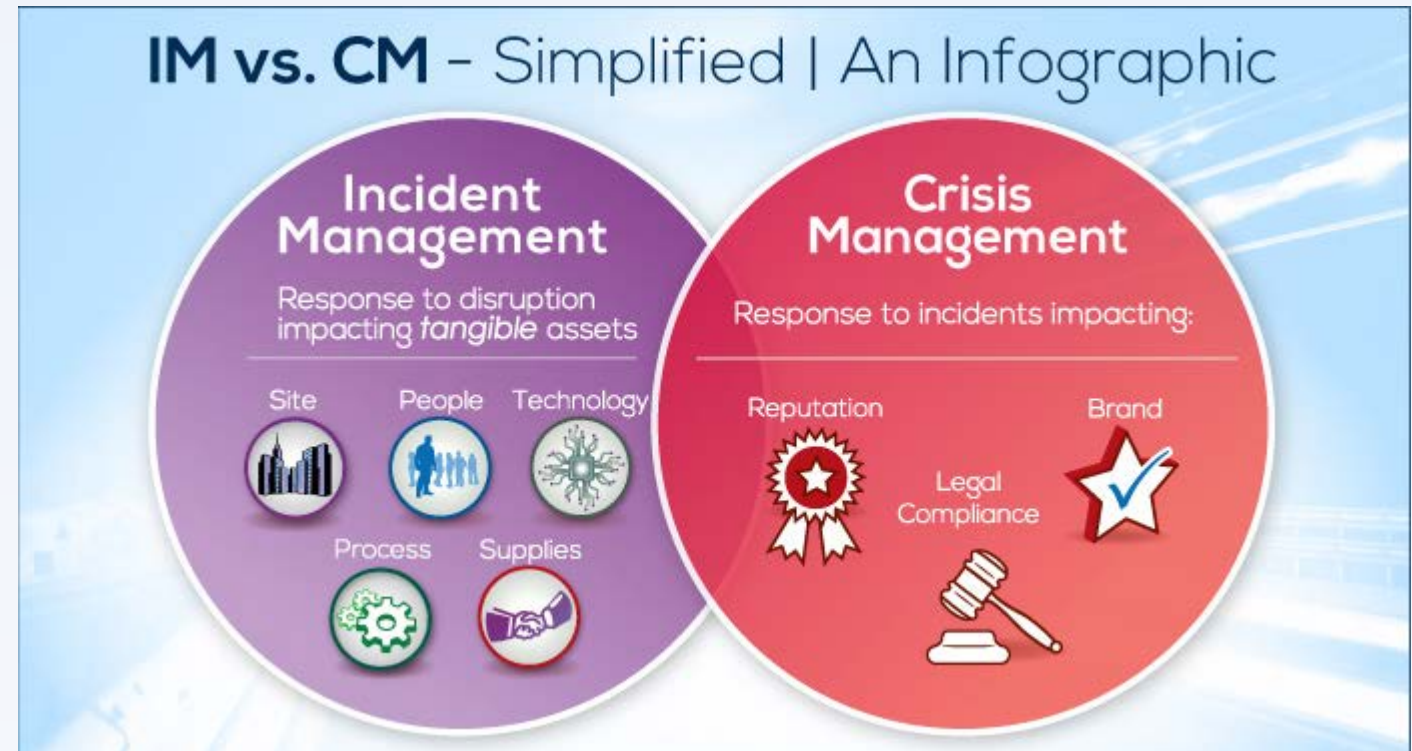 IM vs. CM - Simplified | An Infographic
Incident
Management
Response to disruption
impacting tangible assets
Site
People
Technology
Process
Supplies
Crisis
Management
Response to incidents impacting:
Reputation
Brand
Legal
Compliance